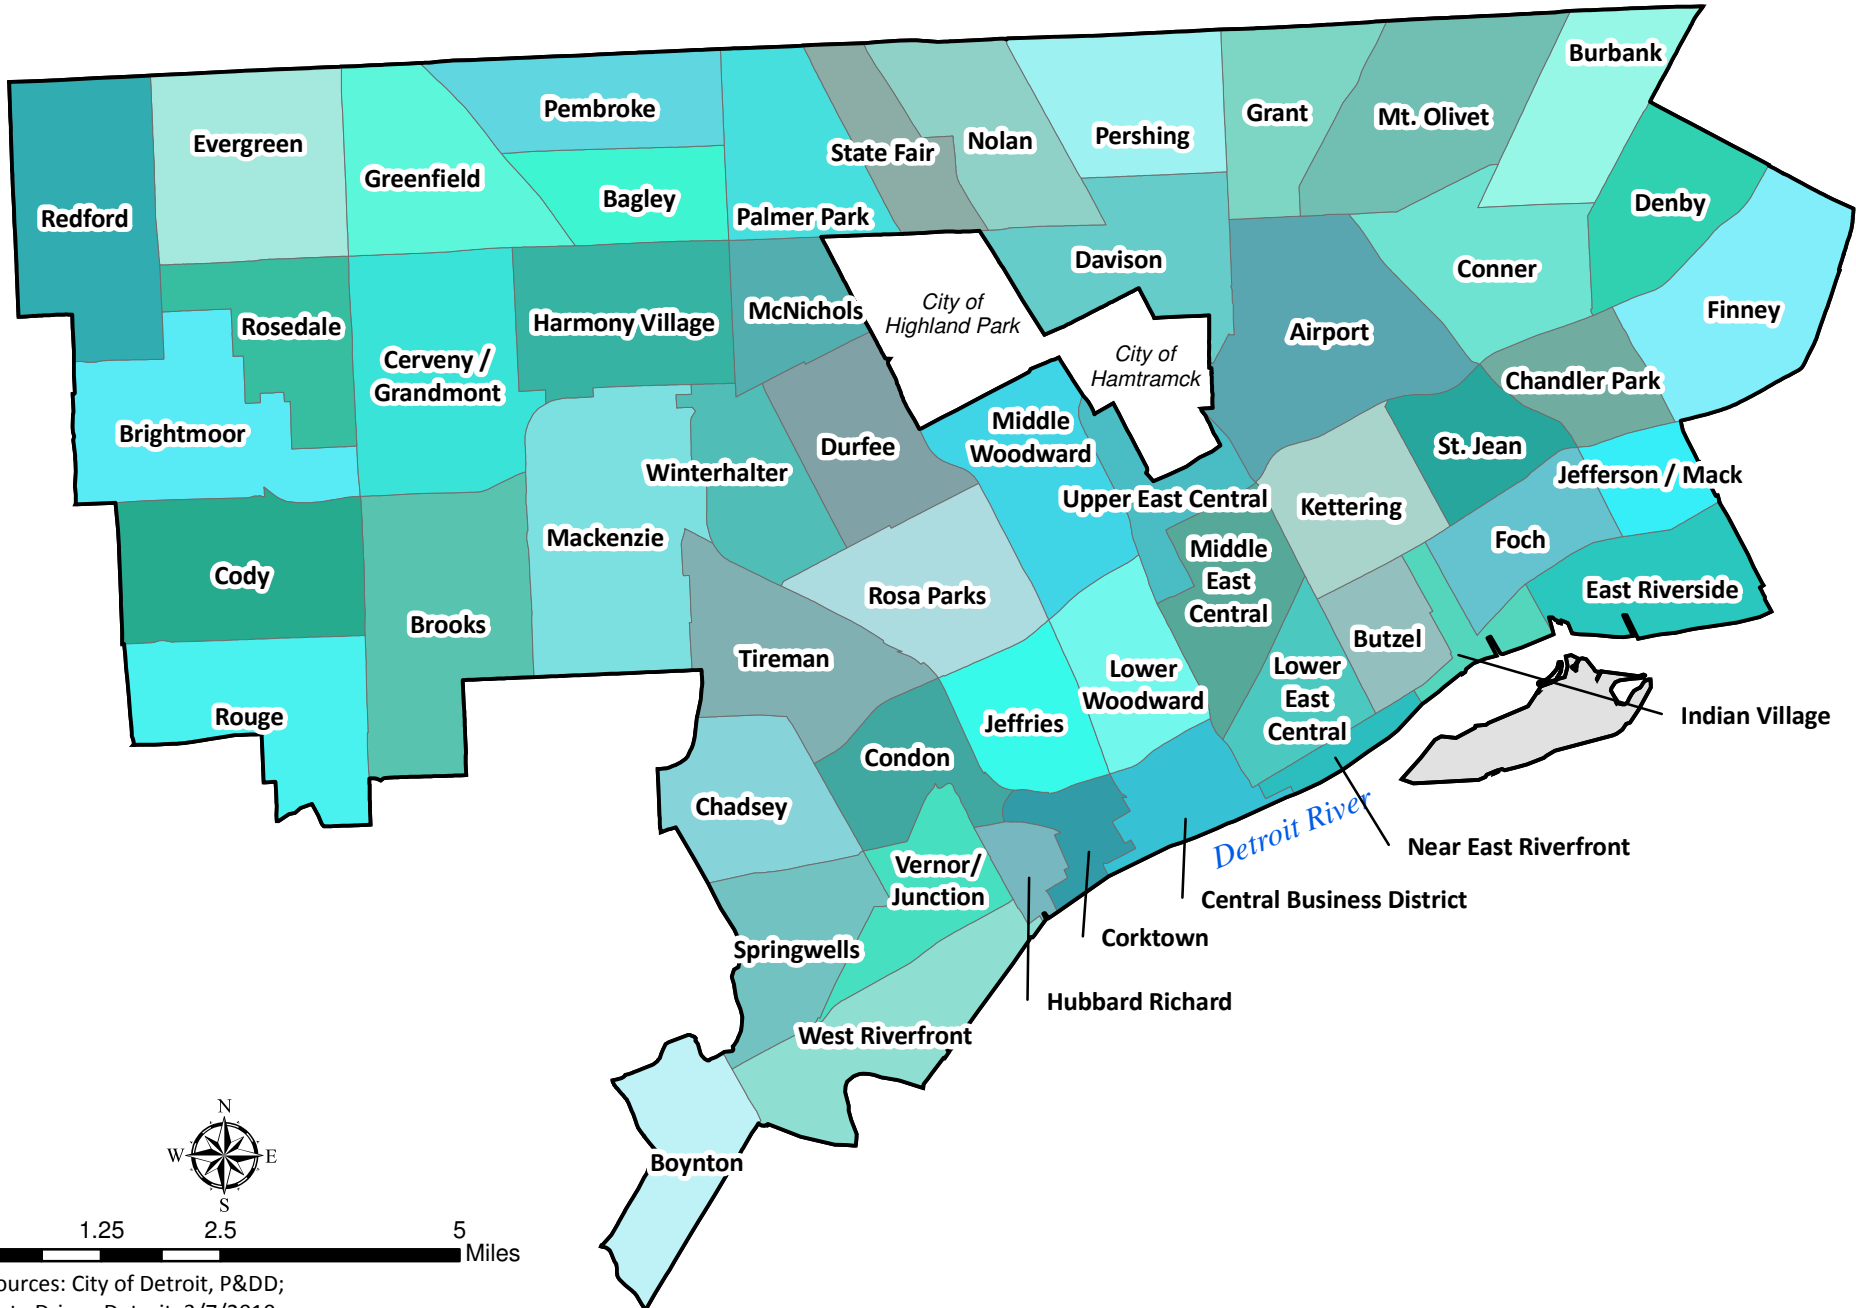 Burbank
Pembroke
Grant
Mt. Olivet
Evergreen
State Fair
Nolan
Pershing
Greenfield
Bagley
Denby
Redford
Palmer Park
Davison
Conner
Rosedale
Harmony Village
McNichols
City of
Highland Park
Airport
Finney
Cerveny /
Grandmont
City of
Hamtramck
Chandler Park
Brightmoor
Durfee
Middle
Woodward
St. Jean
Winterhalter
Jefferson / Mack
Upper East Central
Kettering
Mackenzie
Foch
Middle
East
Central
Cody
Rosa Parks
East Riverside
Brooks
Butzel
Tireman
Lower
Woodward
Lower
East
Central
Rouge
Jeffries
Indian Village
Condon
Chadsey
Detroit River
Near East Riverfront
Vernor/
Junction
Central Business District
Corktown
Springwells
Hubbard Richard
West Riverfront
Boynton
N
W E
S
1.25 2.5 5
Miles
ources: City of Detroit, P&DD;